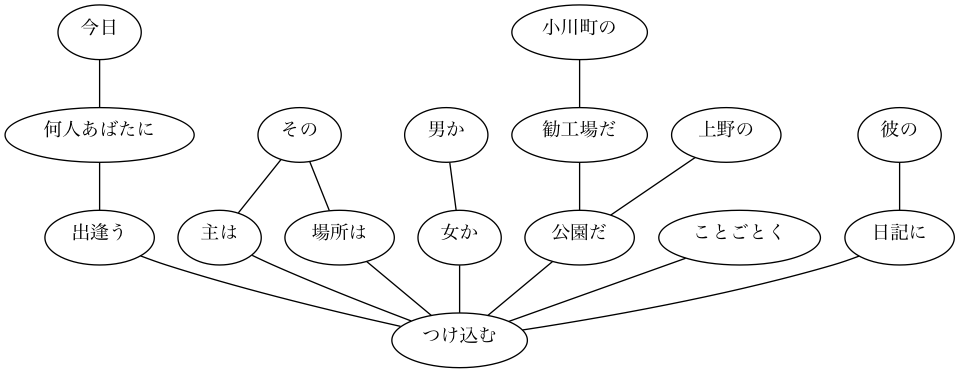 今日
小川町の
何人あばたに
その
男か
勧工場だ
上野の
彼の
出逢う
主は
場所は
女か
公園だ
ことごとく
日記に
つけ込む